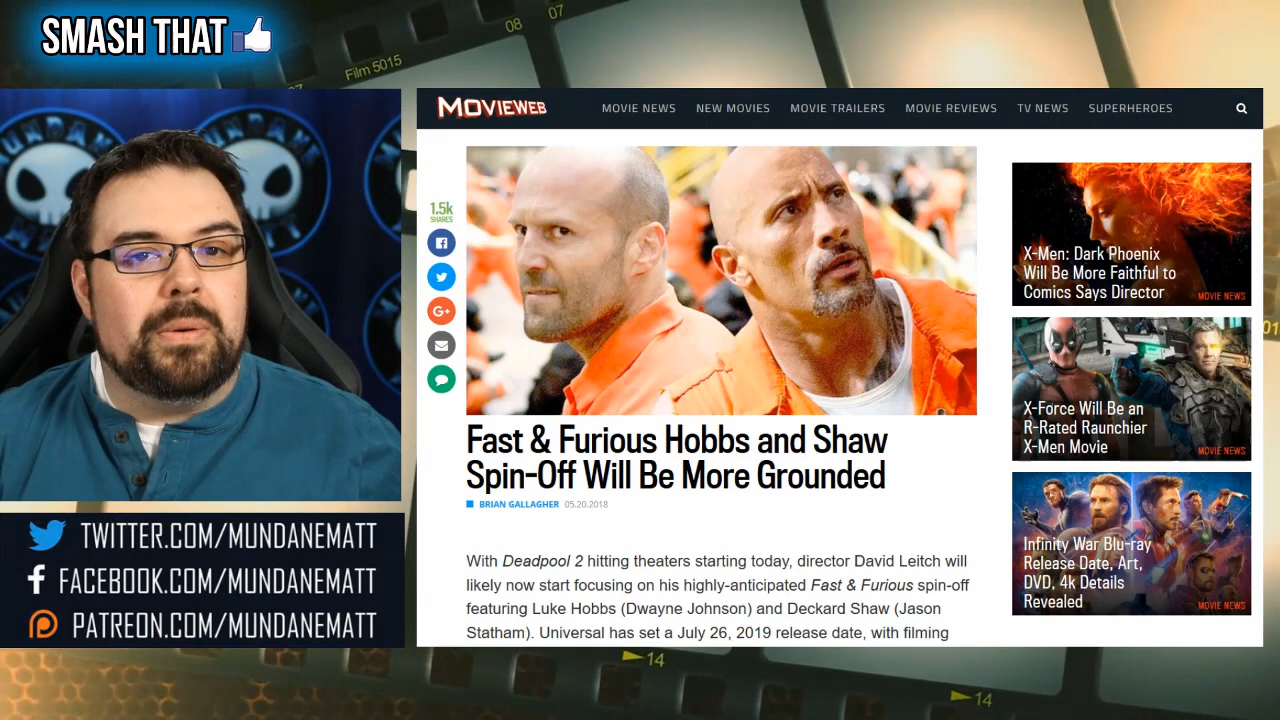 SMASH THAT
08
07
07
Film 5015
MUNDANE
MATT
MOVIEWEB
MOVIE NEWS
NEW MOVIES
MOVIE TRAILERS
MOVIE REVIEWS
TV NEWS
SUPERHEROES
1.5k
SHARES
G+
Fast & Furious Hobbs and Shaw
Spin-Off Will Be More Grounded
BRIAN GALLAGHER 05.20.2018
With Deadpool 2 hitting theaters starting today, director David Leitch will
likely now start focusing on his highly-anticipated Fast & Furious spin-off
featuring Luke Hobbs (Dwayne Johnson) and Deckard Shaw (Jason
Statham). Universal has set a July 26, 2019 release date, with filming
X-Men: Dark Phoenix
Will Be More Faithful to
Comics Says Director
MOVIE NEWS
X-Force Will Be an
R-Rated Raunchier
X-Men Movie
MOVIE NEWS
Infinity War Blu-ray
Release Date, Art,
DVD, 4k Details
Revealed
MOVIE NEWS
TWITTER.COM/MUNDANEMATT
FACEBOOK.COM/MUNDANEMATT
PATREON.COM/MUNDANEMATT
14
14